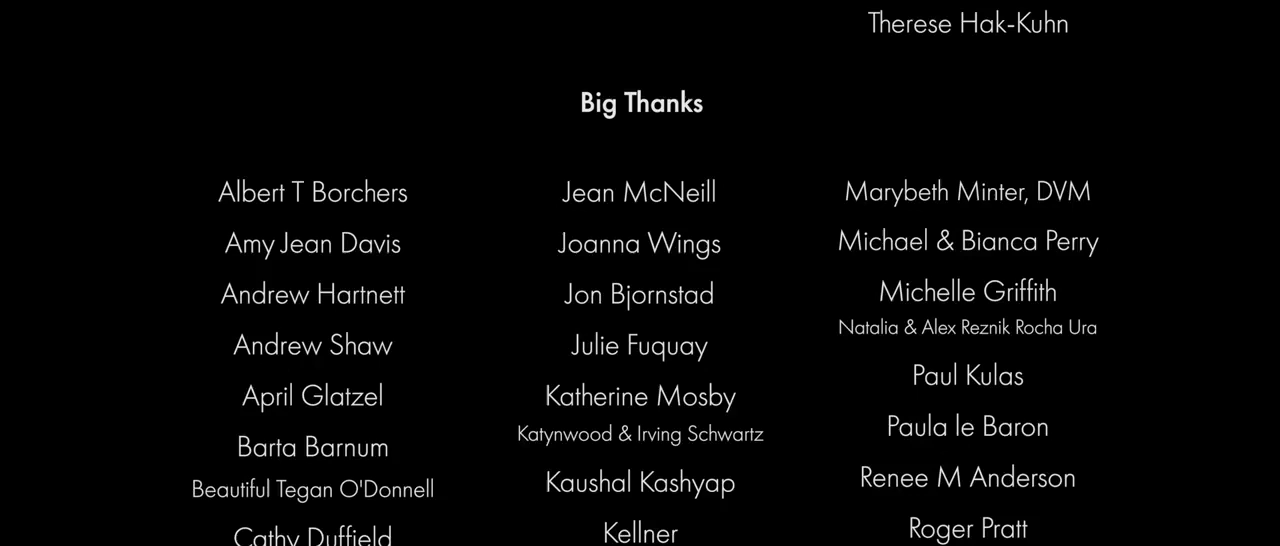 Therese Hak-Kuhn
Big Thanks
Albert T Borchers
Amy Jean Davis
Andrew Hartnett
Andrew Shaw
April Glatzel
Barta Barnum
Beautiful Tegan O'Donnell
Cathy Duffield
Jean McNeill
Joanna Wings
Jon Bjornstad
Julie Fuquay
Katherine Mosby
Katynwood & Irving Schwartz
Kaushal Kashyap
Kellner
Marybeth Minter, DVM
Michael & Bianca Perry
Michelle Griffith
Natalia & Alex Reznik Rocha Ura
Paul Kulas
Paula le Baron
Renee M Anderson
Roger Pratt